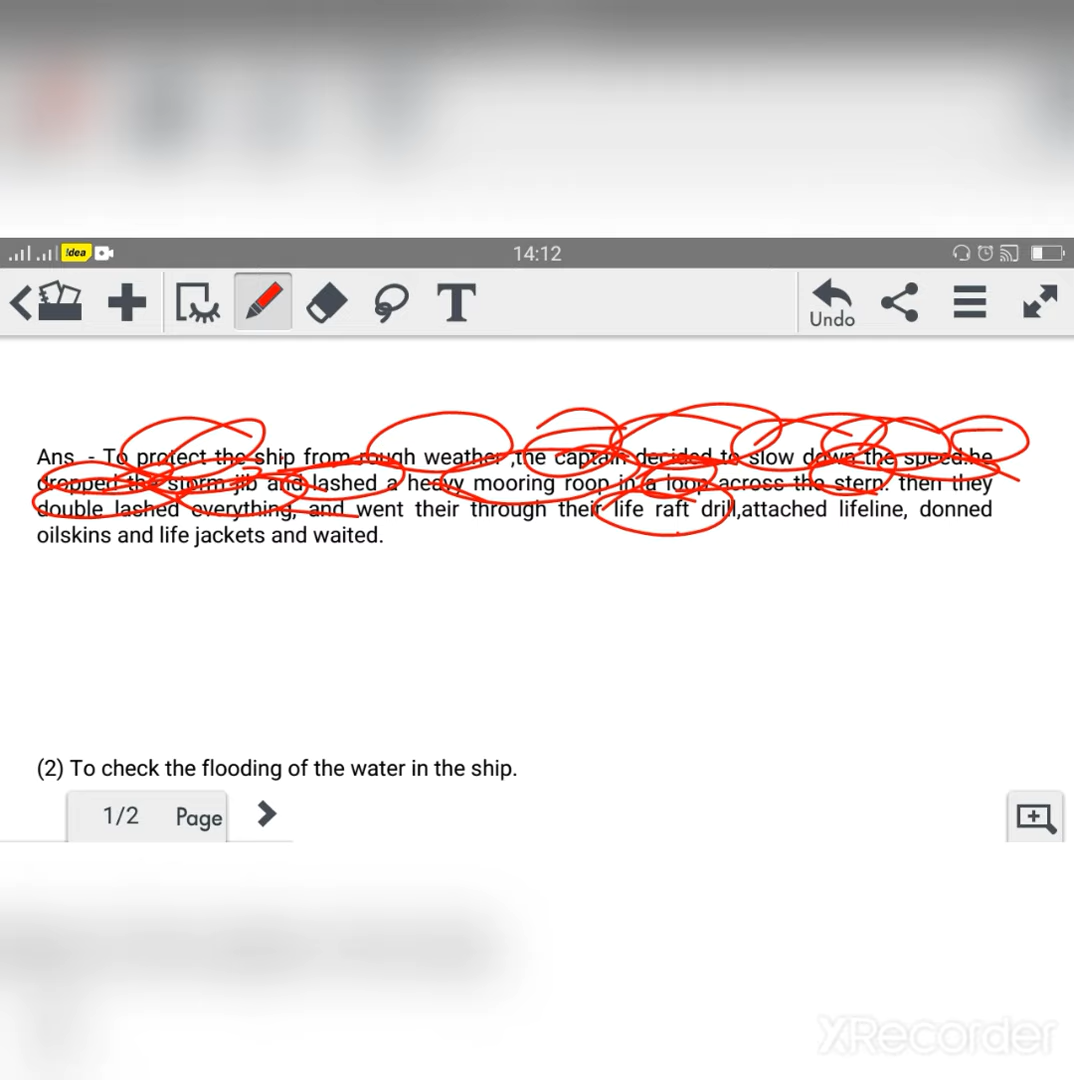 !dea
14:12
T
Undo
Ans - To protect the ship from rough weather ,the captain decided to slow down the speed.he
dropped the storm jib and lashed a heavy mooring roop in a loop across the stern. then they
double lashed everything, and went their through their life raft drill,attached lifeline, donned
oilskins and life jackets and waited.
(2) To check the flooding of the water in the ship.
1/2 Page
XRecorder